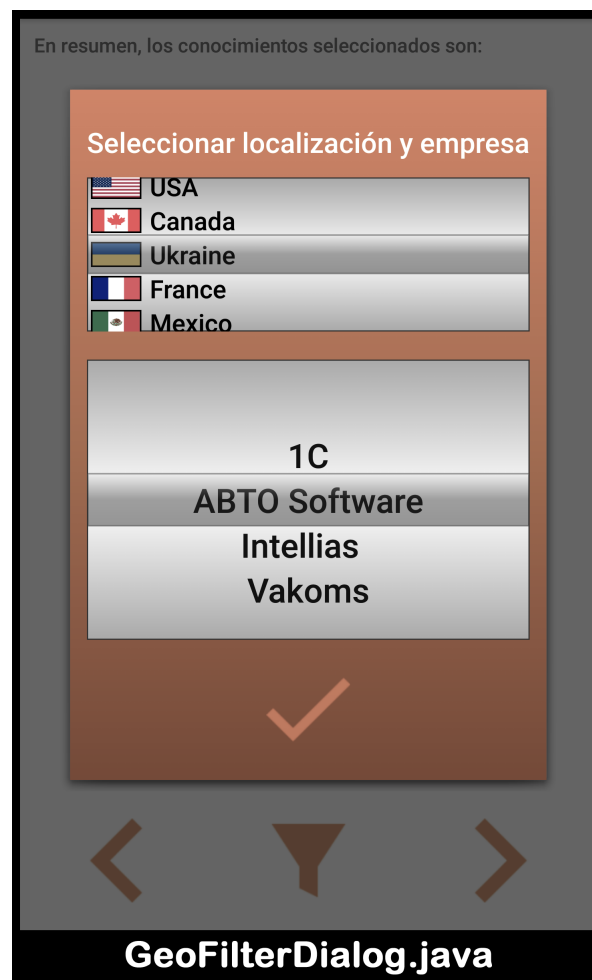 En resumen, los conocimientos seleccionados son:
Seleccionar localización y empresa
USA
Canada
Ukraine
France
Mexico
1C
ABTO Software
Intellias
Vakoms
GeoFilterDialog.java